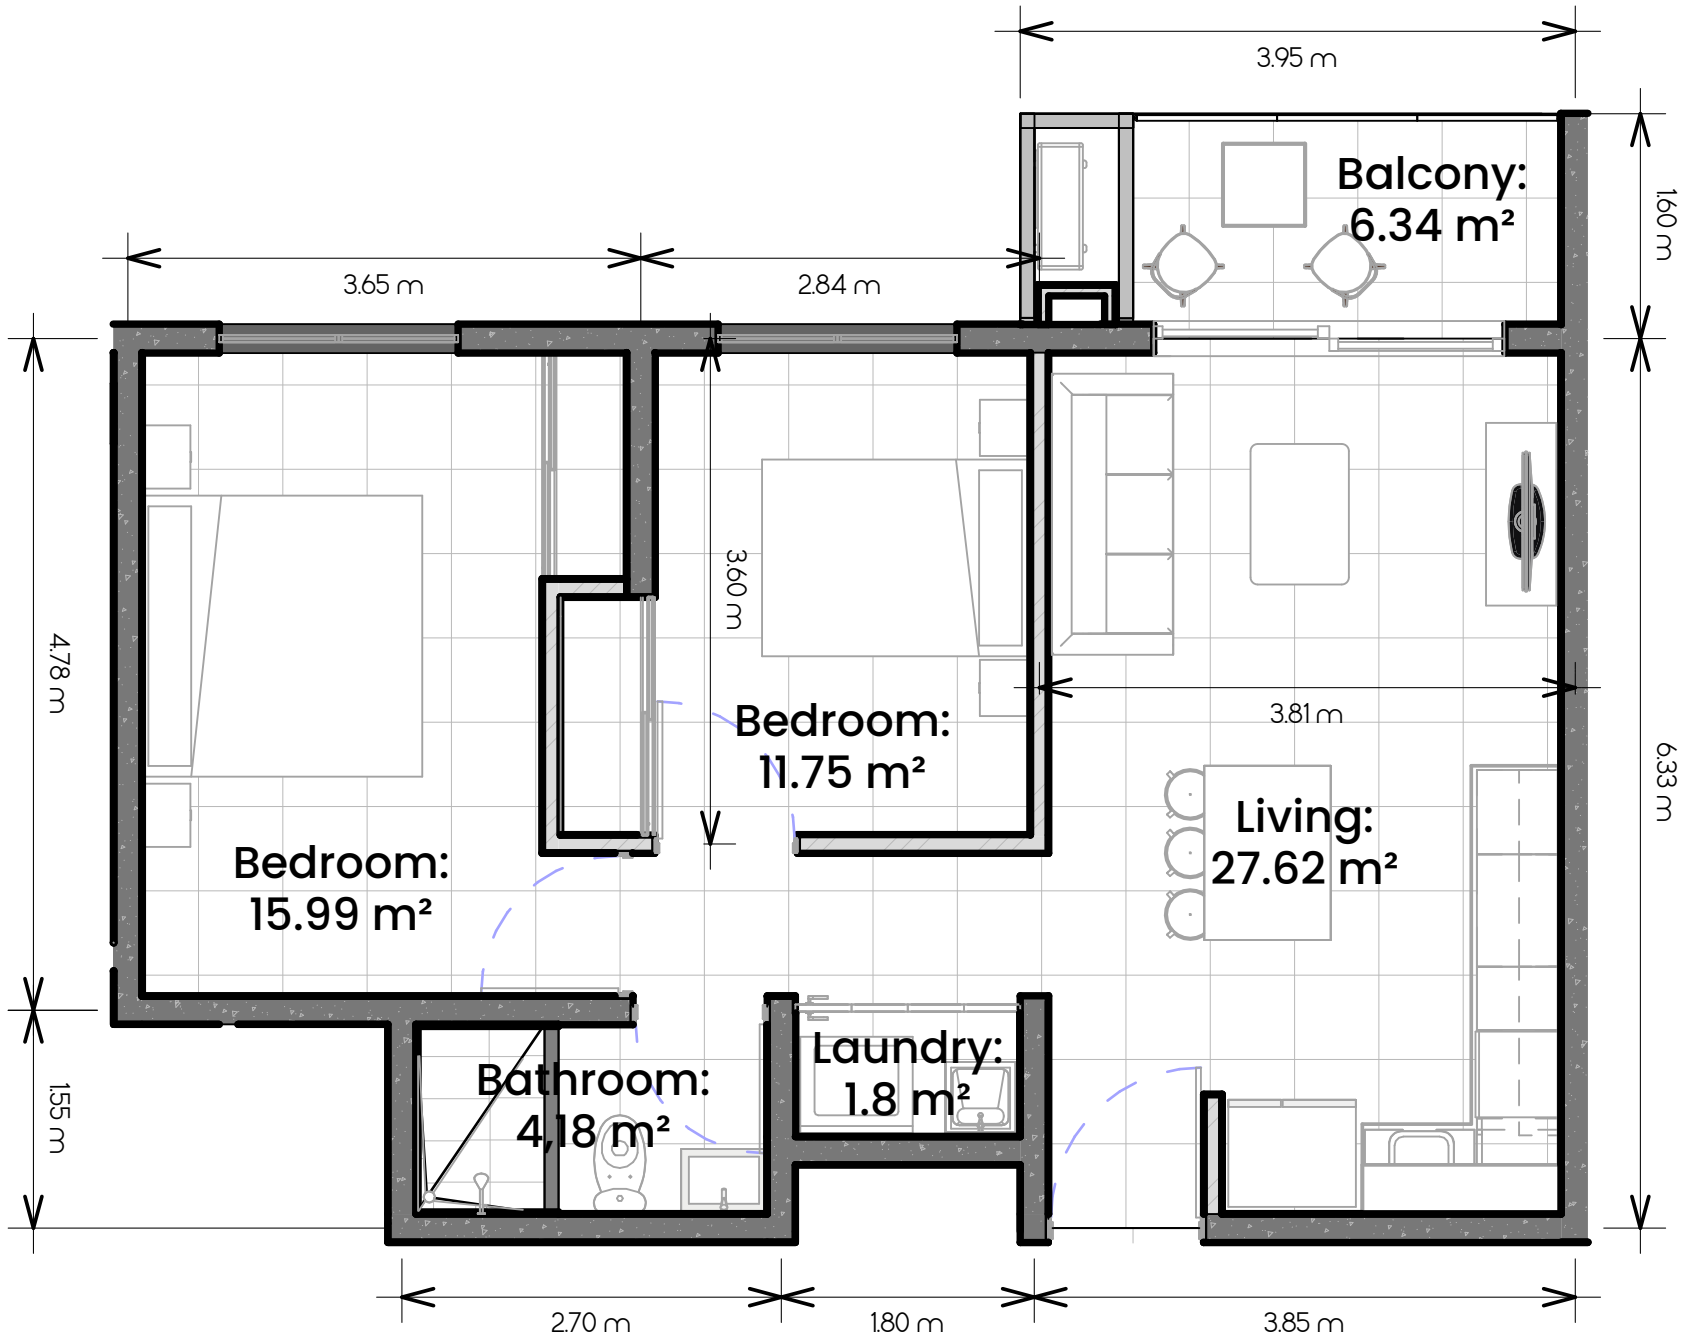 3.95 m
Balcony:
6.34 m²
1.60 m
3.65 m
2.84 m
3.60 m
4.78 m
3.81 m
Bedroom:
11.75 m²
6.33 m
Living:
27.62 m²
Bedroom:
15.99 m²
Laundry:
1.8 m²
Bathroom:
4,18 m²
1.55 m
2.70 m
1.80 m
3.85 m